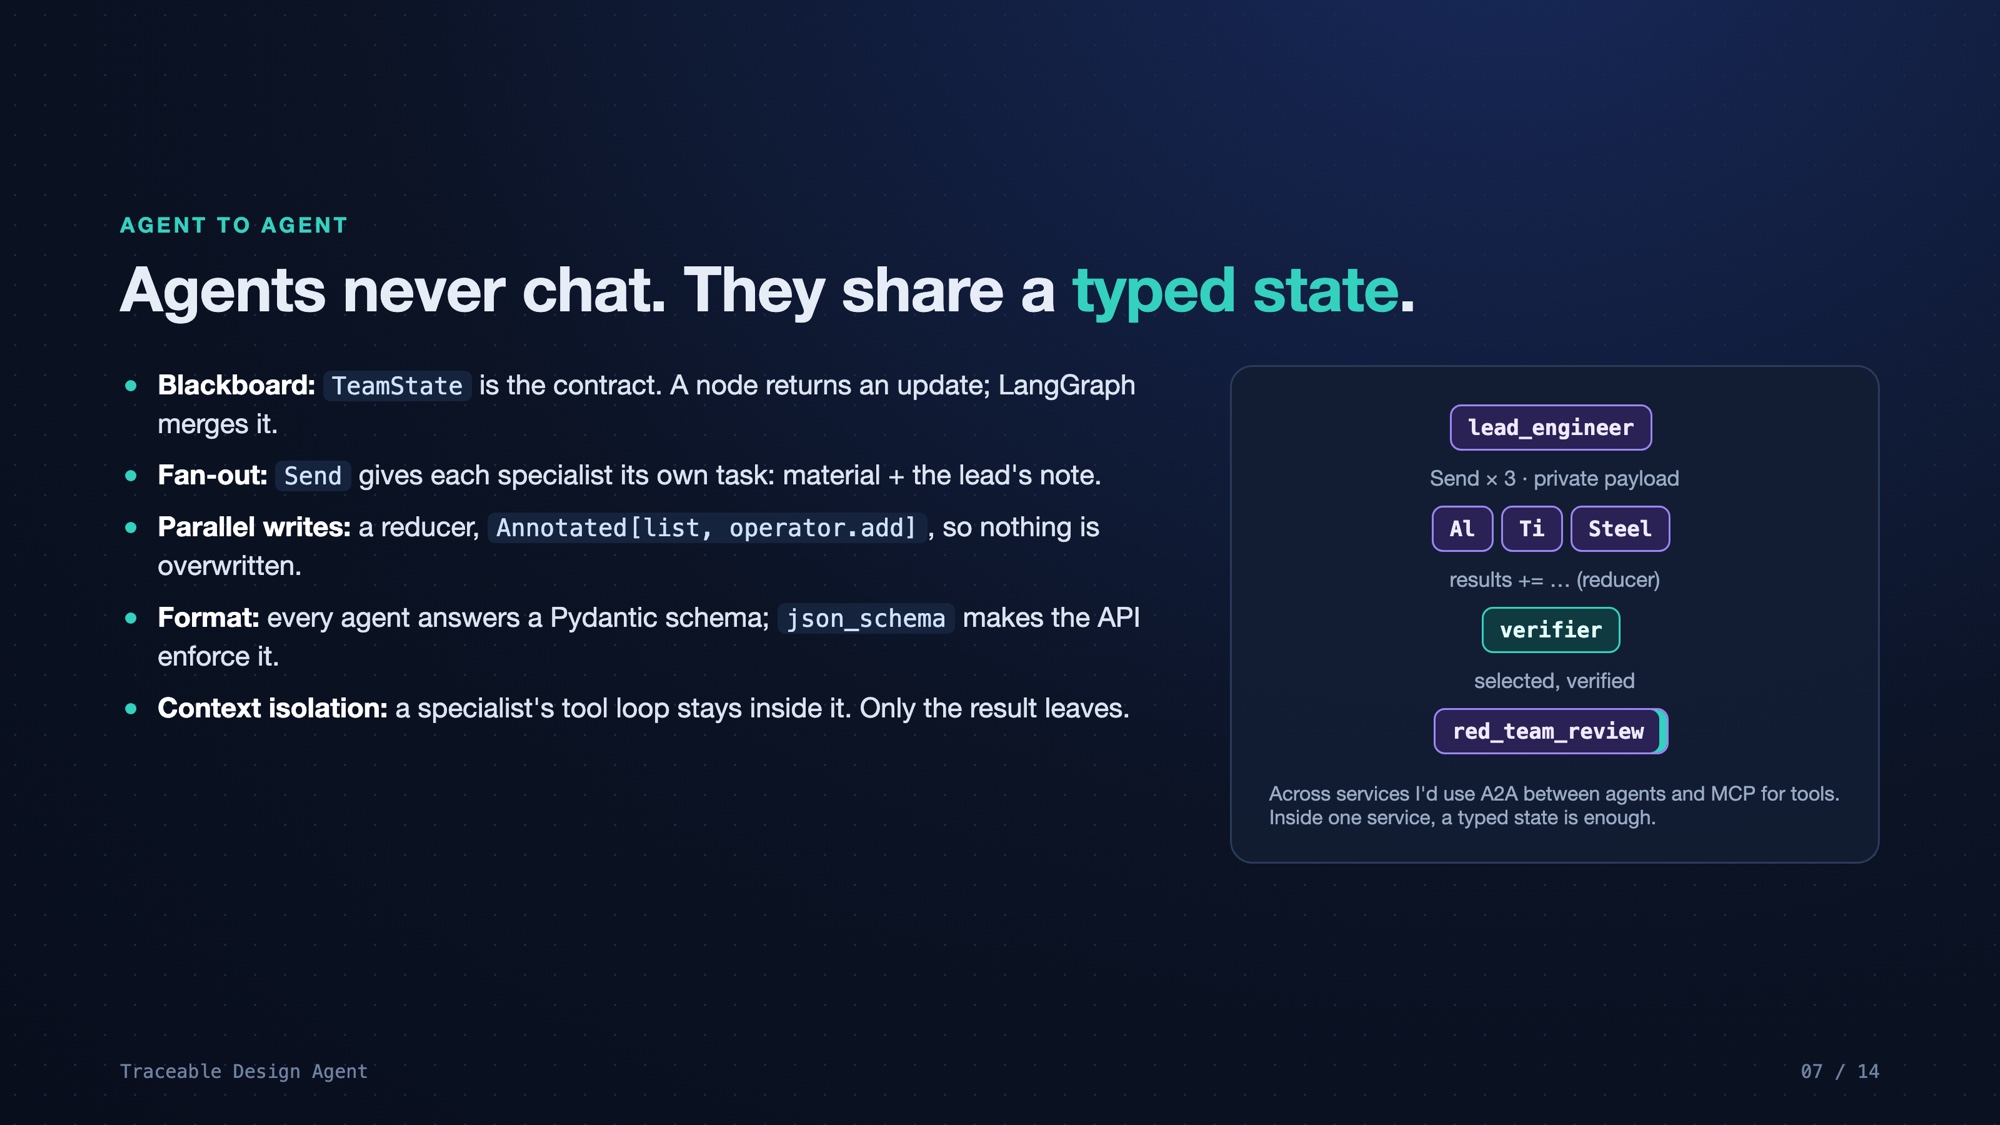 AGENT TO AGENT
Agents never chat. They share a typed state.
Blackboard: TeamState is the contract. A node returns an update; LangGraph
merges it.
Fan-out: Send gives each specialist its own task: material + the lead's note.
Parallel writes: a reducer, Annotated[list, operator.add], so nothing is
overwritten.
Format: every agent answers a Pydantic schema; json_schema makes the API
enforce it.
Context isolation: a specialist's tool loop stays inside it. Only the result leaves.
lead_engineer
Send × 3 · private payload
Al Ti Steel
results += … (reducer)
verifier
selected, verified
red_team_review
Across services I'd use A2A between agents and MCP for tools.
Inside one service, a typed state is enough.
Traceable Design Agent
07 / 14